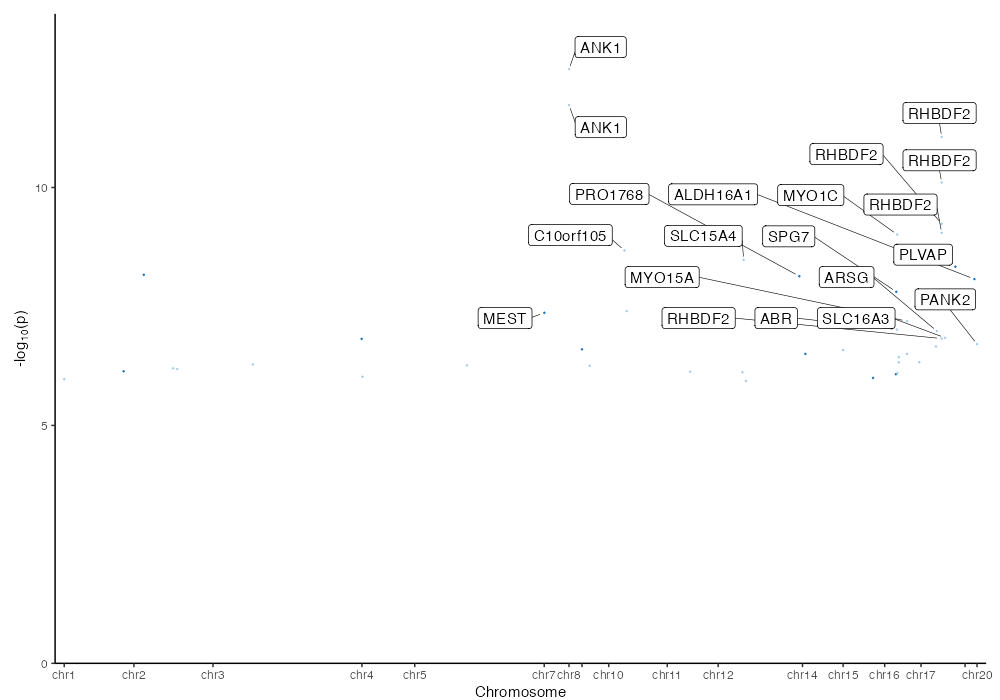 ANK1
RHBDF2
ANK1
RHBDF2
RHBDF2
10
PRO1768
ALDH16A1
MYO1C
RHBDF2
C10orf105
SLC15A4
SPG7
PLVAP
MYO15A
ARSG
PANK2
MEST
RHBDF2
ABR
SLC16A3
-log10(p)
5
0
chr1 chr2 chr3 chr4 chr5 chr7 chr8 chr10 chr11 chr12 chr14 chr15 chr16 chr17 chr20
Chromosome